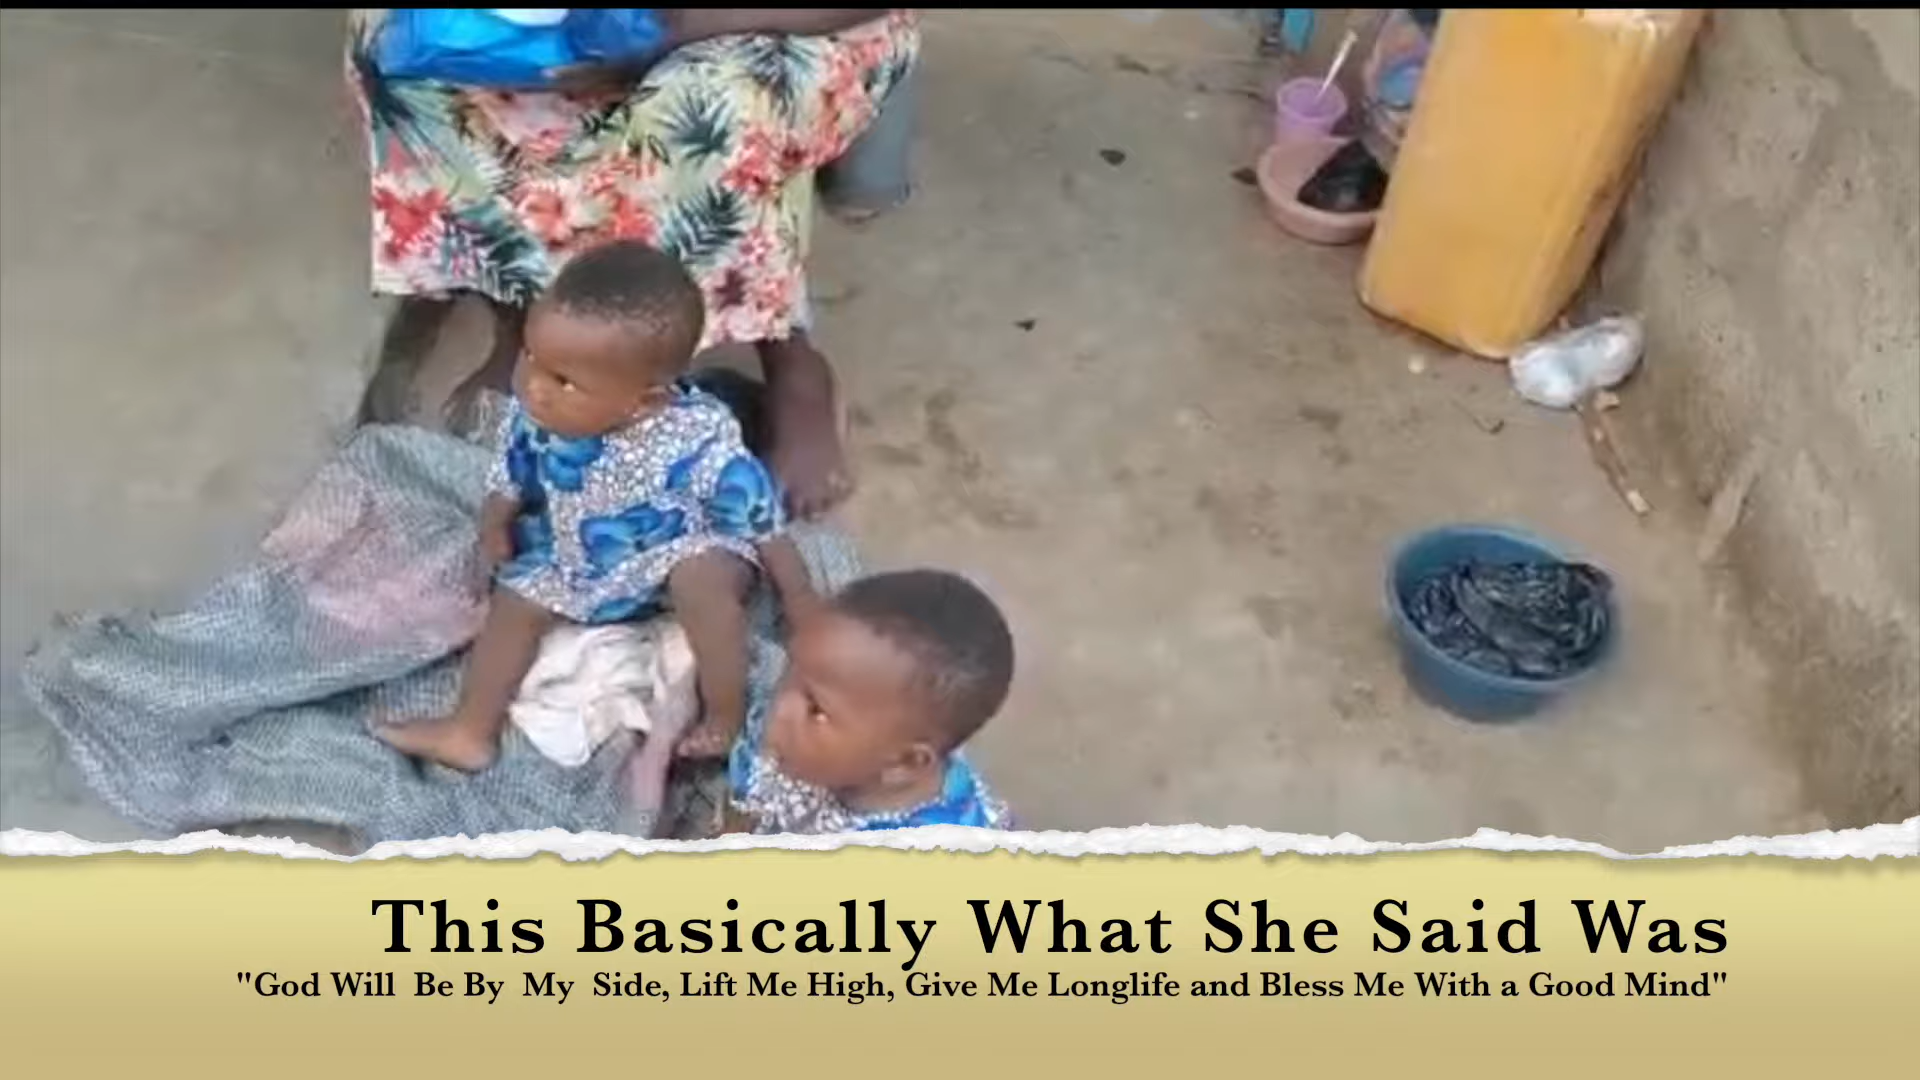 This Basically What She Said Was
"God Will Be By My Side, Lift Me High, Give Me Longlife and Bless Me With a Good Mind"